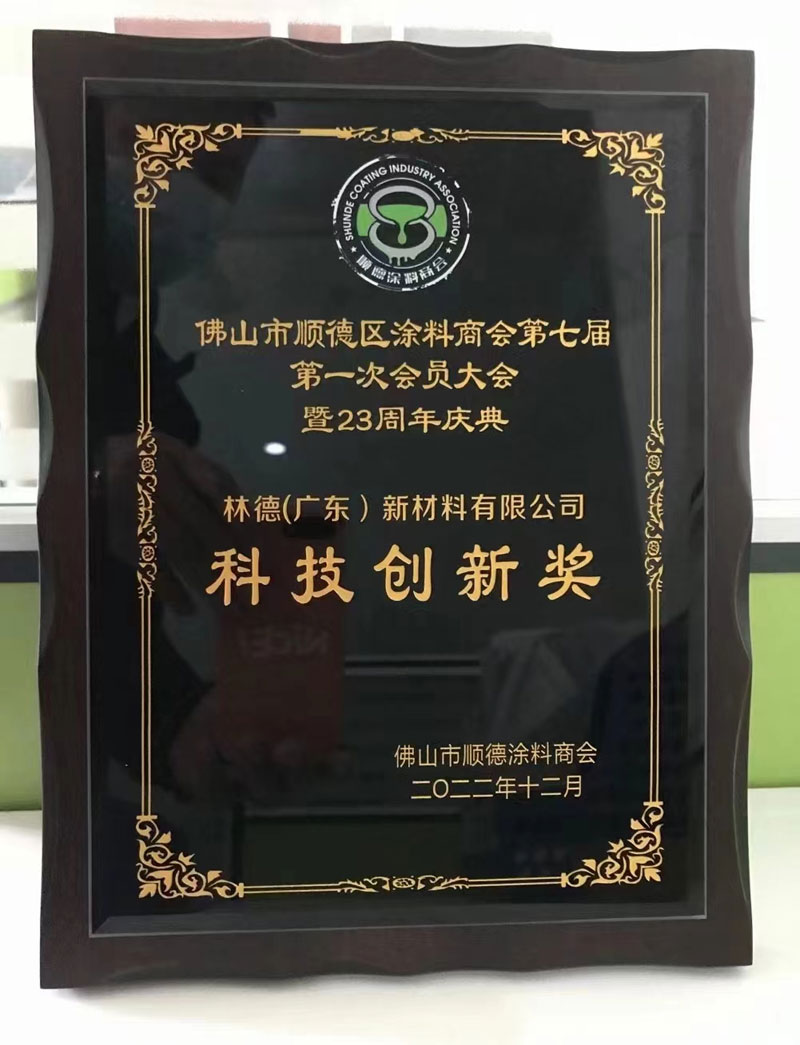 SHUNDE COATING INDUSTRY ASSOCIATION
顺德涂料商会
佛山市顺德区涂料商会第七届
第一次会员大会
暨23周年庆典
林德(广东）新材料有限公司
科技创新奖
佛山市顺德涂料商会
二〇二二年十二月